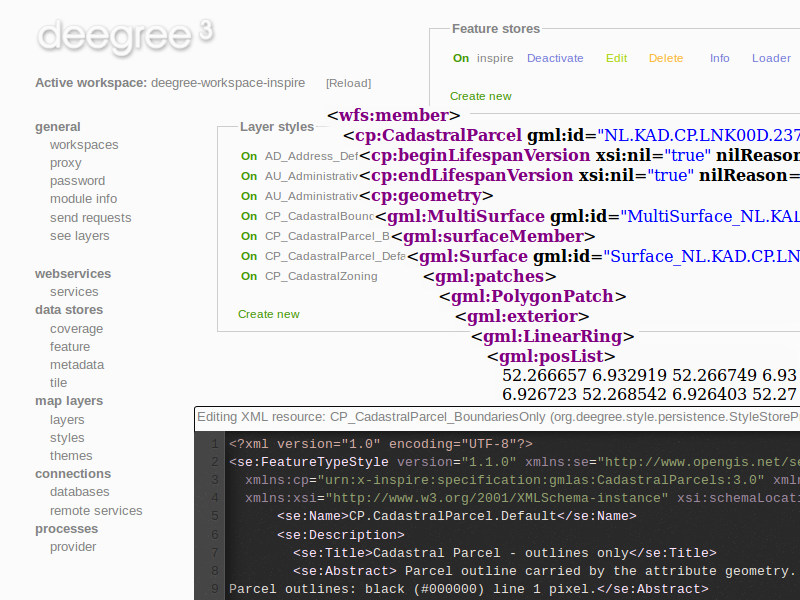 deegree 3
Active workspace: deegree-workspace-inspire [Reload]
general
workspaces
proxy
password
module info
send requests
see layers
webservices
services
data stores
coverage
feature
metadata
tile
map layers
layers
styles
themes
connections
databases
remote services
processes
provider
Feature stores
On inspire Deactivate Edit Delete Info Loader
Create new
Layer styles
On AD_Address_Def
On AU_Administrativ
On AU_Administrativ
On CP_CadastralBounc
On CP_CadastralParcel_B
On CP_CadastralParcel_Defa
On CP_CadastralZoning
Create new
<wfs:member>
<cp:CadastralParcel gml:id="NL.KAD.CP.LNK00D.237
<cp:beginLifespanVersion xsi:nil="true" nilReason
<cp:endLifespanVersion xsi:nil="true" nilReason=
<cp:geometry>
<gml:MultiSurface gml:id="MultiSurface_NL.KAL
<gml:surfaceMember>
<gml:Surface gml:id="Surface_NL.KAD.CP.LN
<gml:patches>
<gml:PolygonPatch>
<gml:exterior>
<gml:LinearRing>
<gml:posList>
52.266657 6.932919 52.266749 6.93
6.926723 52.268542 6.926403 52.27
Editing XML resource: CP_CadastralParcel_BoundariesOnly (org.deegree.style.persistence.StyleStorePr
1 <?xml version="1.0" encoding="UTF-8"?>
2 <se:FeatureTypeStyle version="1.1.0" xmlns:se="http://www.opengis.net/se
3 xmlns:cp="urn:x-inspire:specification:gmlas:CadastralParcels:3.0" xmln
4 xmlns:xsi="http://www.w3.org/2001/XMLSchema-instance" xsi:schemaLocati
5 <se:Name>CP.CadastralParcel.Default</se:Name>
6 <se:Description>
7 <se:Title>Cadastral Parcel - outlines only</se:Title>
8 <se:Abstract> Parcel outline carried by the attribute geometry.
9 Parcel outlines: black (#000000) line 1 pixel.</se:Abstract>